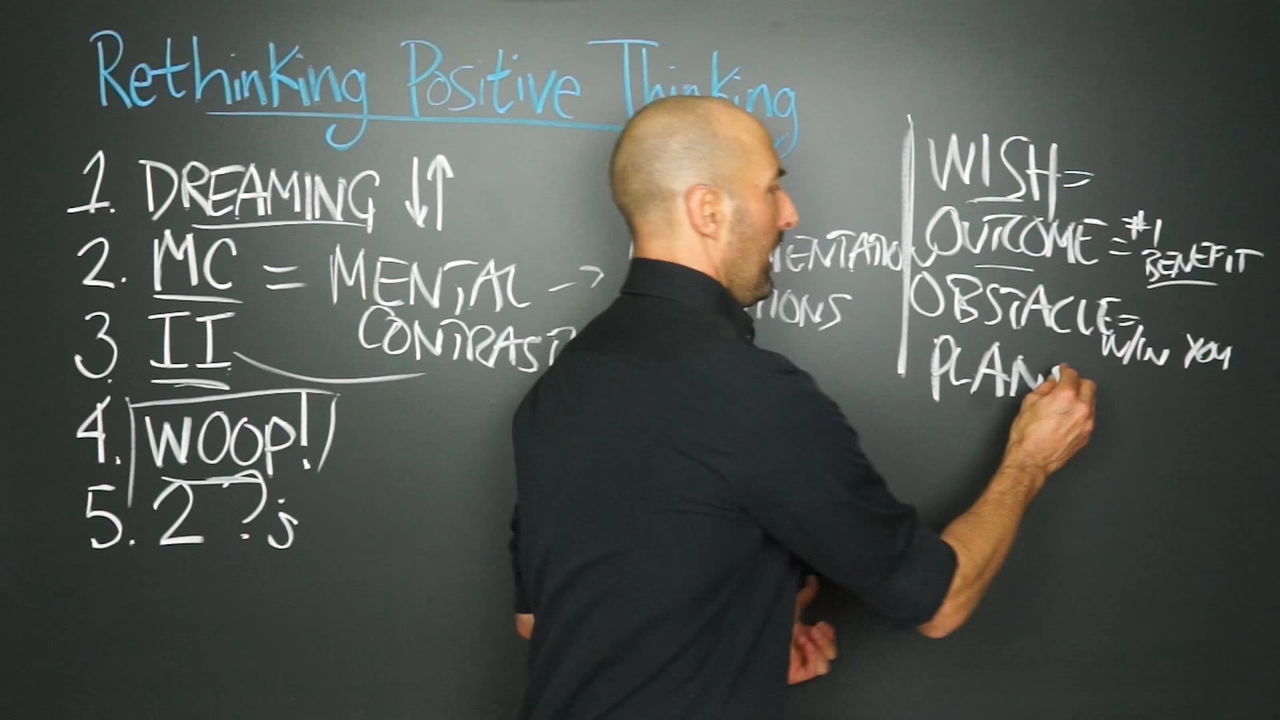 Rethinking Positive Thinking
1. DREAMING ↓↑
2. MC = MENTAL →
CONTRAST
3 II
4. WOOP!
5. 2 ?s
WISH =
OUTCOME = #1
BENEFIT
OBSTACLE =
W/IN YOU
PLAN